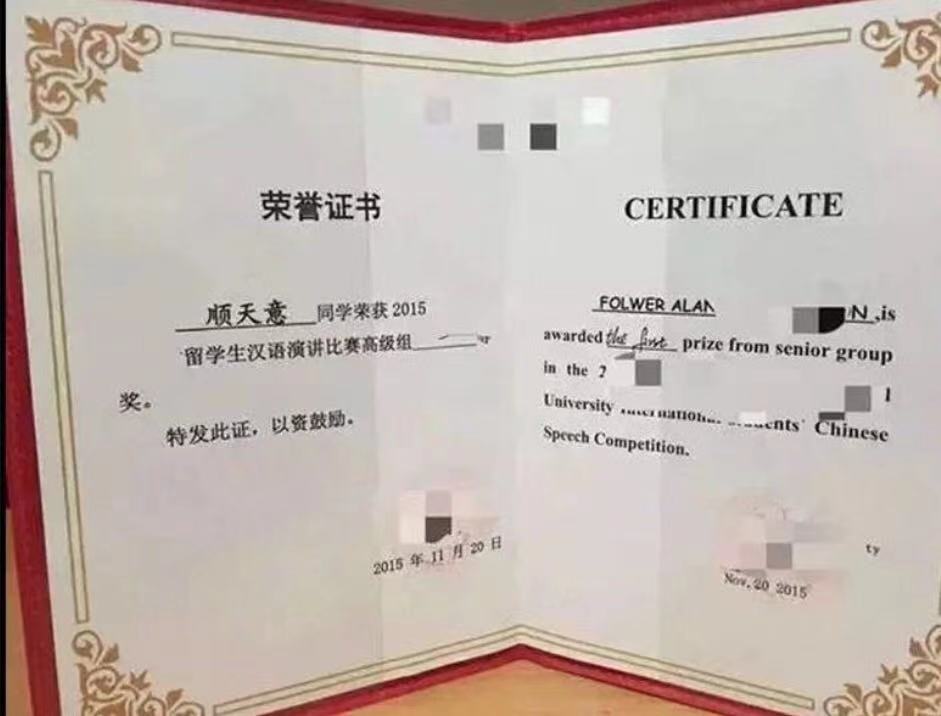 荣誉证书
顺天意 同学荣获 2015
留学生汉语演讲比赛高级组
奖。
特发此证，以资鼓励。
2015 年 11 月 20 日
CERTIFICATE
FOLWER ALAN N ,is
awarded the first prize from senior group
in the
University Chinese
Speech Competition.
ty
Nov. 20 2015